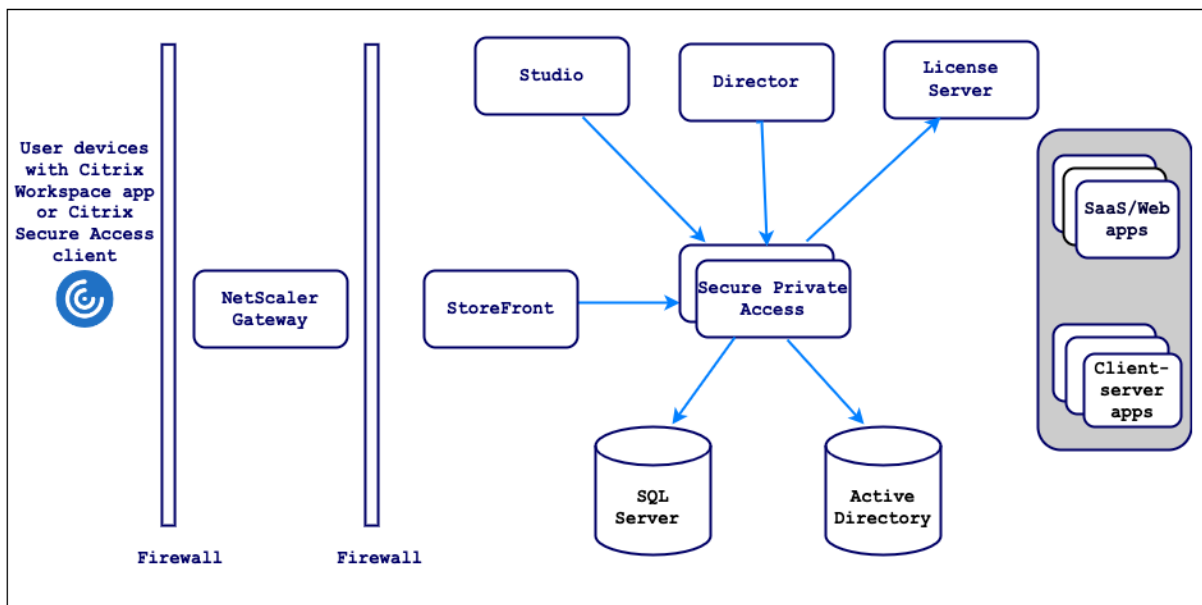 User devices
with Citrix
Workspace app
or Citrix
Secure Access
client
Firewall
NetScaler
Gateway
Firewall
Studio
Director
License
Server
StoreFront
Secure Private
Access
SQL
Server
Active
Directory
SaaS/Web
apps
Client-
server
apps